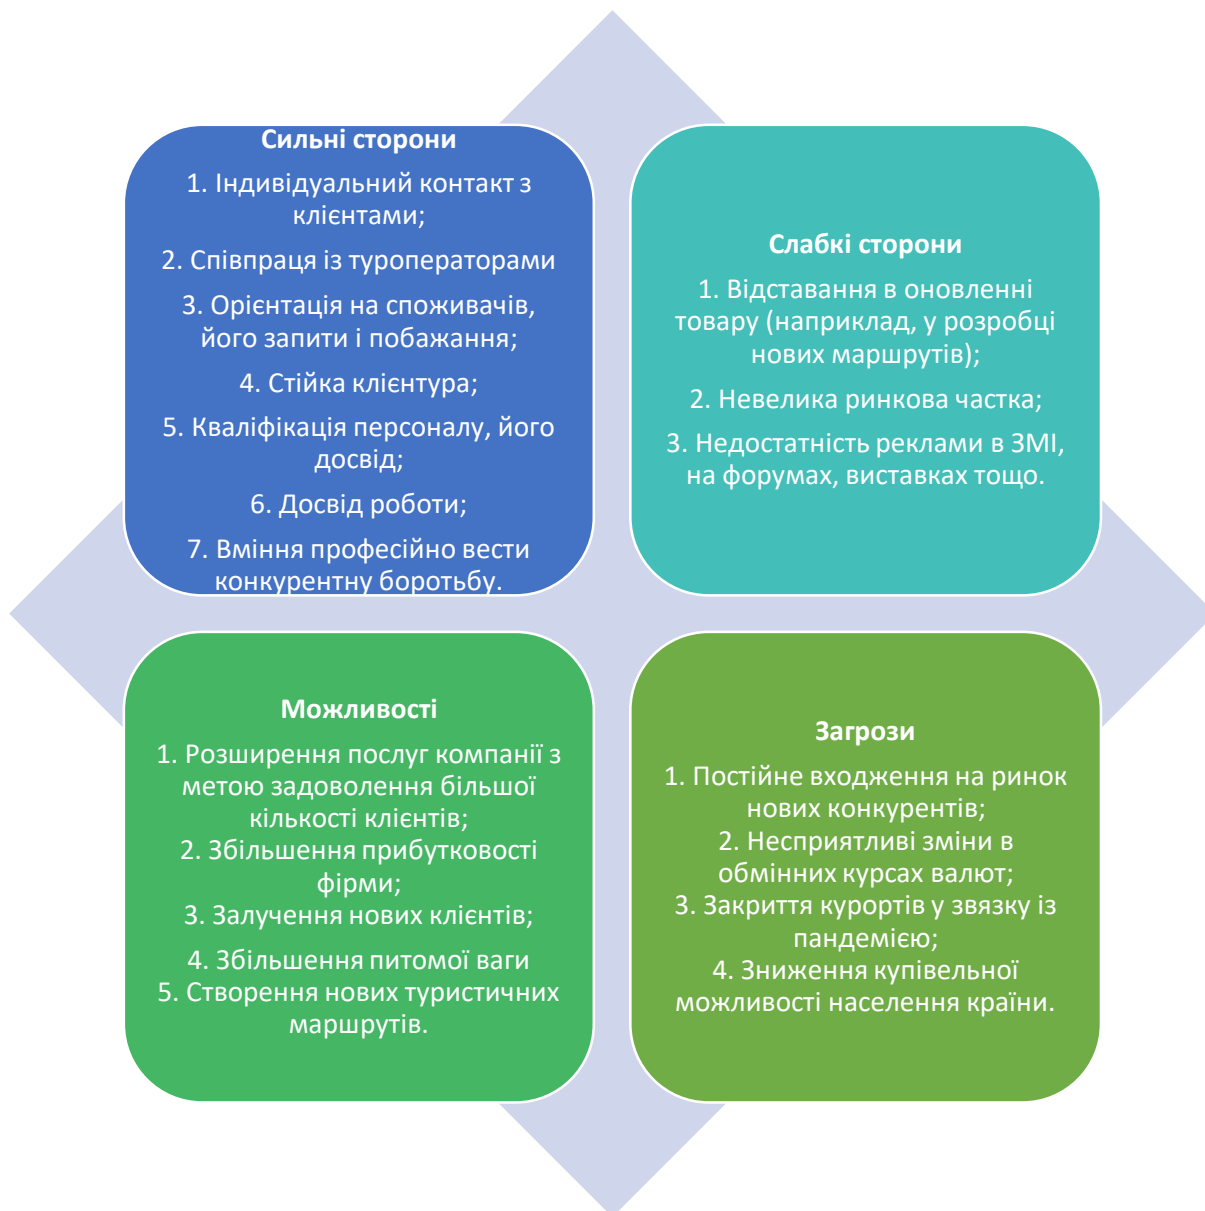 Сильні сторони
1. Індивідуальний контакт з
клієнтами;
2. Співпраця із туроператорами
3. Орієнтація на споживачів,
його запити і побажання;
4. Стійка клієнтура;
5. Кваліфікація персоналу, його
досвід;
6. Досвід роботи;
7. Вміння професійно вести
конкурентну боротьбу.
Слабкі сторони
1. Відставання в оновленні
товару (наприклад, у розробці
нових маршрутів);
2. Невелика ринкова частка;
3. Недостатність реклами в ЗМІ,
на форумах, виставках тощо.
Можливості
1. Розширення послуг компанії з
метою задоволення більшої
кількості клієнтів;
2. Збільшення прибутковості
фірми;
3. Залучення нових клієнтів;
4. Збільшення питомої ваги
5. Створення нових туристичних
маршрутів.
Загрози
1. Постійне входження на ринок
нових конкурентів;
2. Несприятливі зміни в
обмінних курсах валют;
3. Закриття курортів у звязку із
пандемією;
4. Зниження купівельної
можливості населення країни.